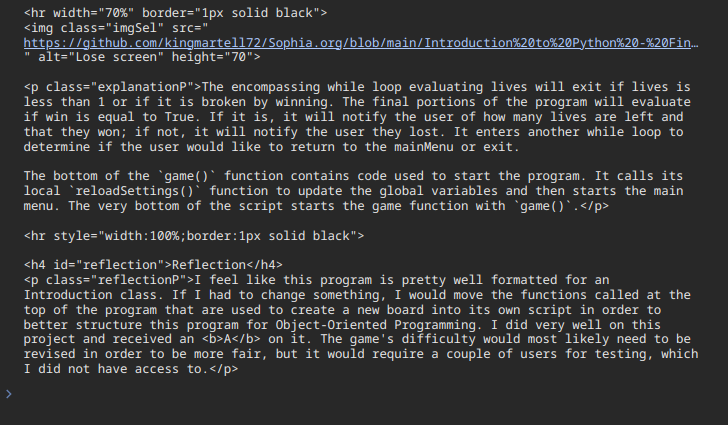 <hr width="70%" border="1px solid black">
<img class="imgSel" src="
https://github.com/kingmartell72/Sophia.org/blob/main/Introduction%20to%20Python%20-%20Fin…
" alt="Lose screen" height="70">
<p class="explanationP">The encompassing while loop evaluating lives will exit if lives is
less than 1 or if it is broken by winning. The final portions of the program will evaluate
if win is equal to True. If it is, it will notify the user of how many lives are left and
that they won; if not, it will notify the user they lost. It enters another while loop to
determine if the user would like to return to the mainMenu or exit.
The bottom of the `game()` function contains code used to start the program. It calls its
local `reloadSettings()` function to update the global variables and then starts the main
menu. The very bottom of the script starts the game function with `game()`.</p>
<hr style="width:100%;border:1px solid black">
<h4 id="reflection">Reflection</h4>
<p class="reflectionP">I feel like this program is pretty well formatted for an
Introduction class. If I had to change something, I would move the functions called at the
top of the program that are used to create a new board into its own script in order to
better structure this program for Object-Oriented Programming. I did very well on this
project and received an <b>A</b> on it. The game's difficulty would most likely need to be
revised in order to be more fair, but it would require a couple of users for testing, which
I did not have access to.</p>